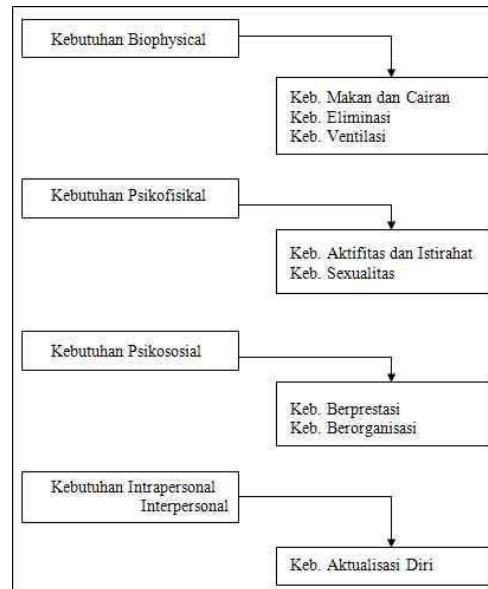 Kebutuhan Biophysical
Keb. Makan dan Cairan
Keb. Eliminasi
Keb. Ventilasi
Kebutuhan Psikofisikal
Keb. Aktifitas dan Istirahat
Keb. Sexualitas
Kebutuhan Psikososial
Keb. Berprestasi
Keb. Berorganisasi
Kebutuhan Intrapersonal
Interpersonal
Keb. Aktualisasi Diri